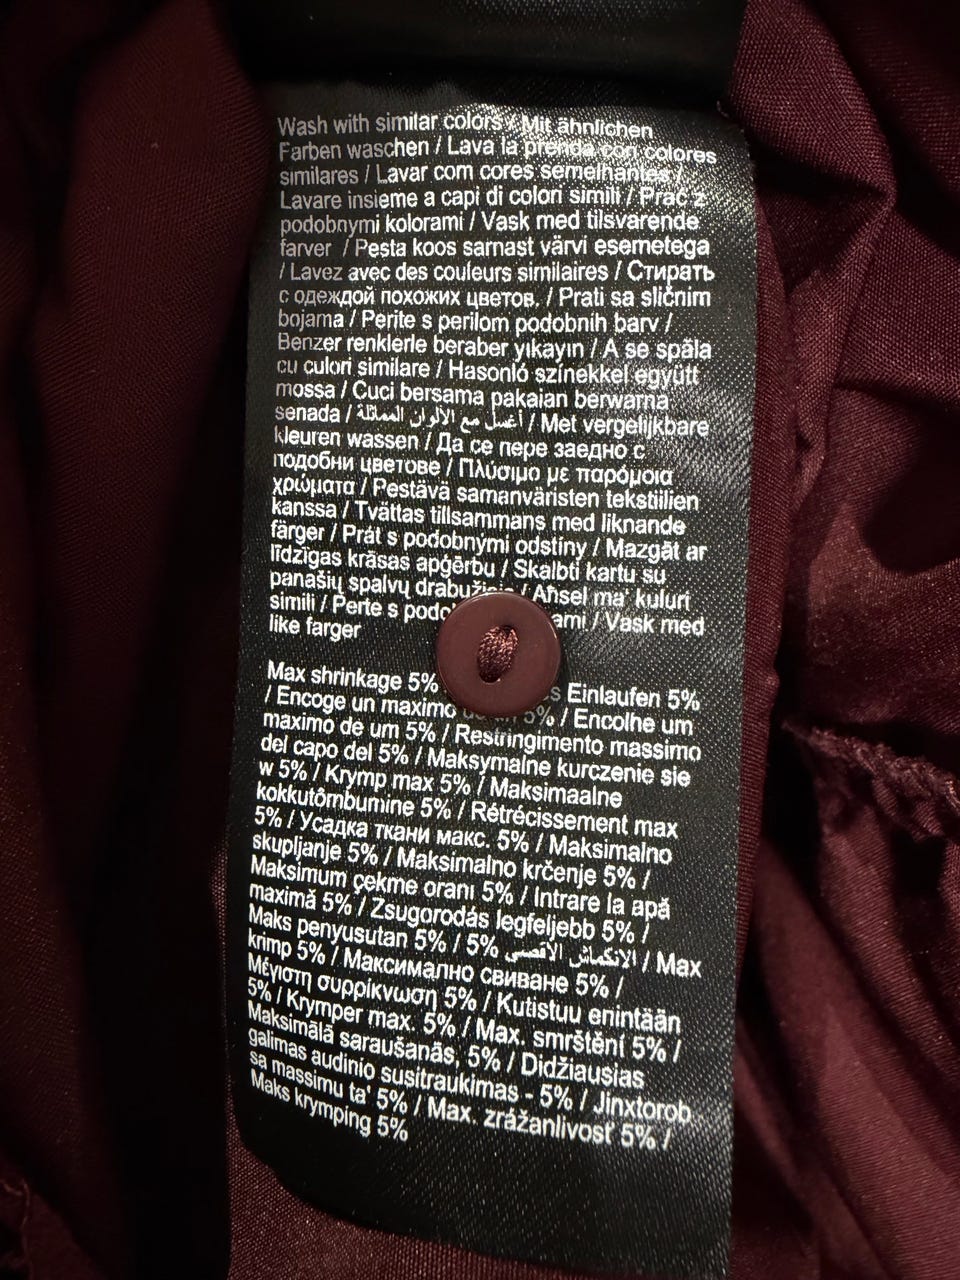 Wash with similar colors / Mit ähnlichen
Farben waschen / Lava la prenda con colores
similares / Lavar com cores semelhantes /
Lavare insieme a capi di colori simili / Prać z
podobnymi kolorami / Vask med tilsvarende
farver / Pesta koos samast värvi esemetega
/ Lavez avec des couleurs similaires / Стирать
с одеждой похожих цветов. / Prati sa sličnim
bojama / Perite s perilom podobnih barv /
Benzer renklerle beraber yıkayın / A se spăla
cu culori similare / Hasonló színekkel együtt
mossa / Cuci bersama pakaian berwarna
senada / أغسل مع الألوان المماثلة / Met vergelijkbare
kleuren wassen / Да се пере заедно с
подобни цветове / Πλύσιμο με παρόμοια
χρώματα / Pestävä samanväristen tekstiilien
kanssa / Tvättas tillsammans med liknande
färger / Prát s podobnými odstíny / Mazgāt ar
līdzīgas krāsas apģērbu / Skalbti kartu su
panašių spalvų / Aħsel ma' kuluri
simili / Perte s / Vask med
like farger
Max shrinkage 5% Einlaufen 5%
/ Encoge un maximo 5% / Encolhe um
maximo de um 5% / Restringimento massimo
del capo del 5% / Maksymalne kurczenie sie
w 5% / Krymp max 5% / Maksimaalne
kokkutõmbumine 5% / Rétrécissement max
5% / Усадка ткани макс. 5% / Maksimalno
skupljanje 5% / Maksimalno krčenje 5% /
Maksimum çekme oranı 5% / Intrare la apă
maximă 5% / Zsugorodás legfeljebb 5% /
Maks penyusutan 5% / 5% الانكماش الاقصى / Max
krimp 5% / Максимално свиване 5% /
Μέγιστη συρρίκνωση 5% / Kutistuu enintään
5% / Krymper max. 5% / Max. smrštění 5% /
Maksimālā saraušanās, 5% / Didžiausias
galimas audinio susitraukimas - 5% / Jinxtorob
sa massimu ta' 5% / Max. zrážanlivosť 5% /
Maks krymping 5%